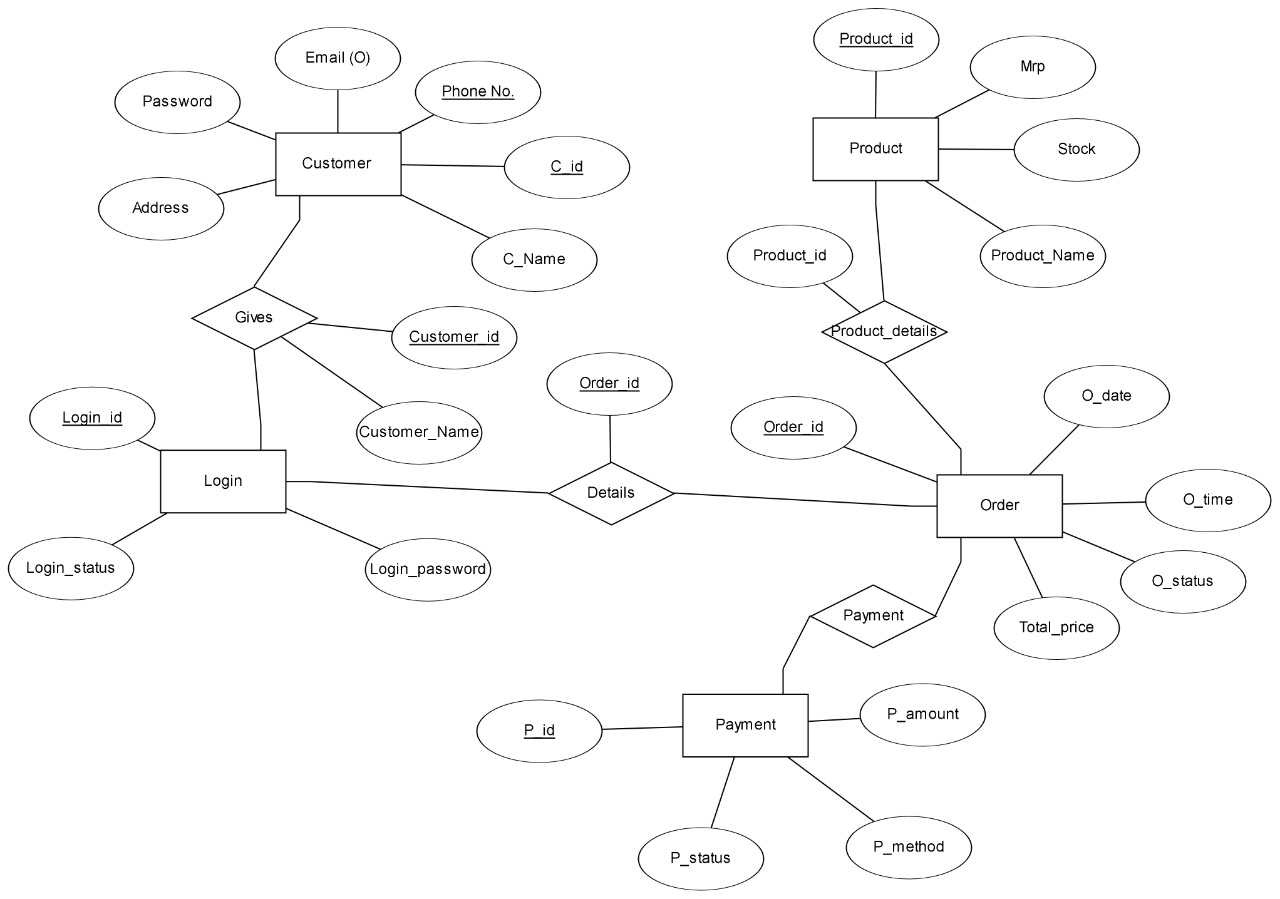 Product_id
Email (O)
Mrp
Phone No.
Password
Stock
Product
Customer
C_id
Address
Product_Name
Product_id
C_Name
Gives
Product_details
Customer_id
Order_id
O_date
Login_id
Order_id
Customer_Name
Login
Details
O_time
Order
Login_status
Login_password
O_status
Payment
Total_price
P_amount
Payment
P_id
P_method
P_status